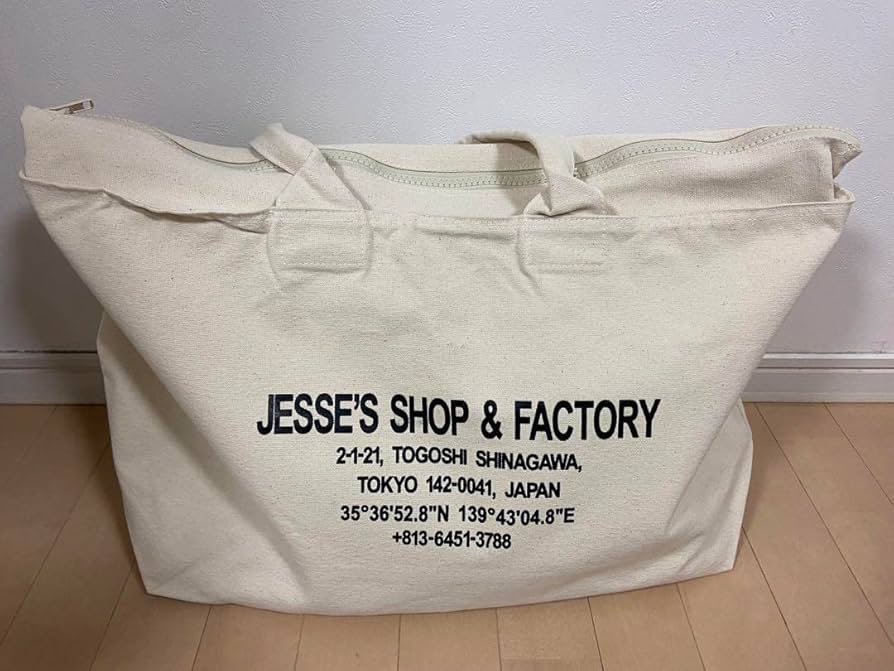 JESSE'S SHOP & FACTORY
2-1-21, TOGOSHI SHINAGAWA,
TOKYO 142-0041, JAPAN
35°36'52.8"N 139°43'04.8"E
+813-6451-3788